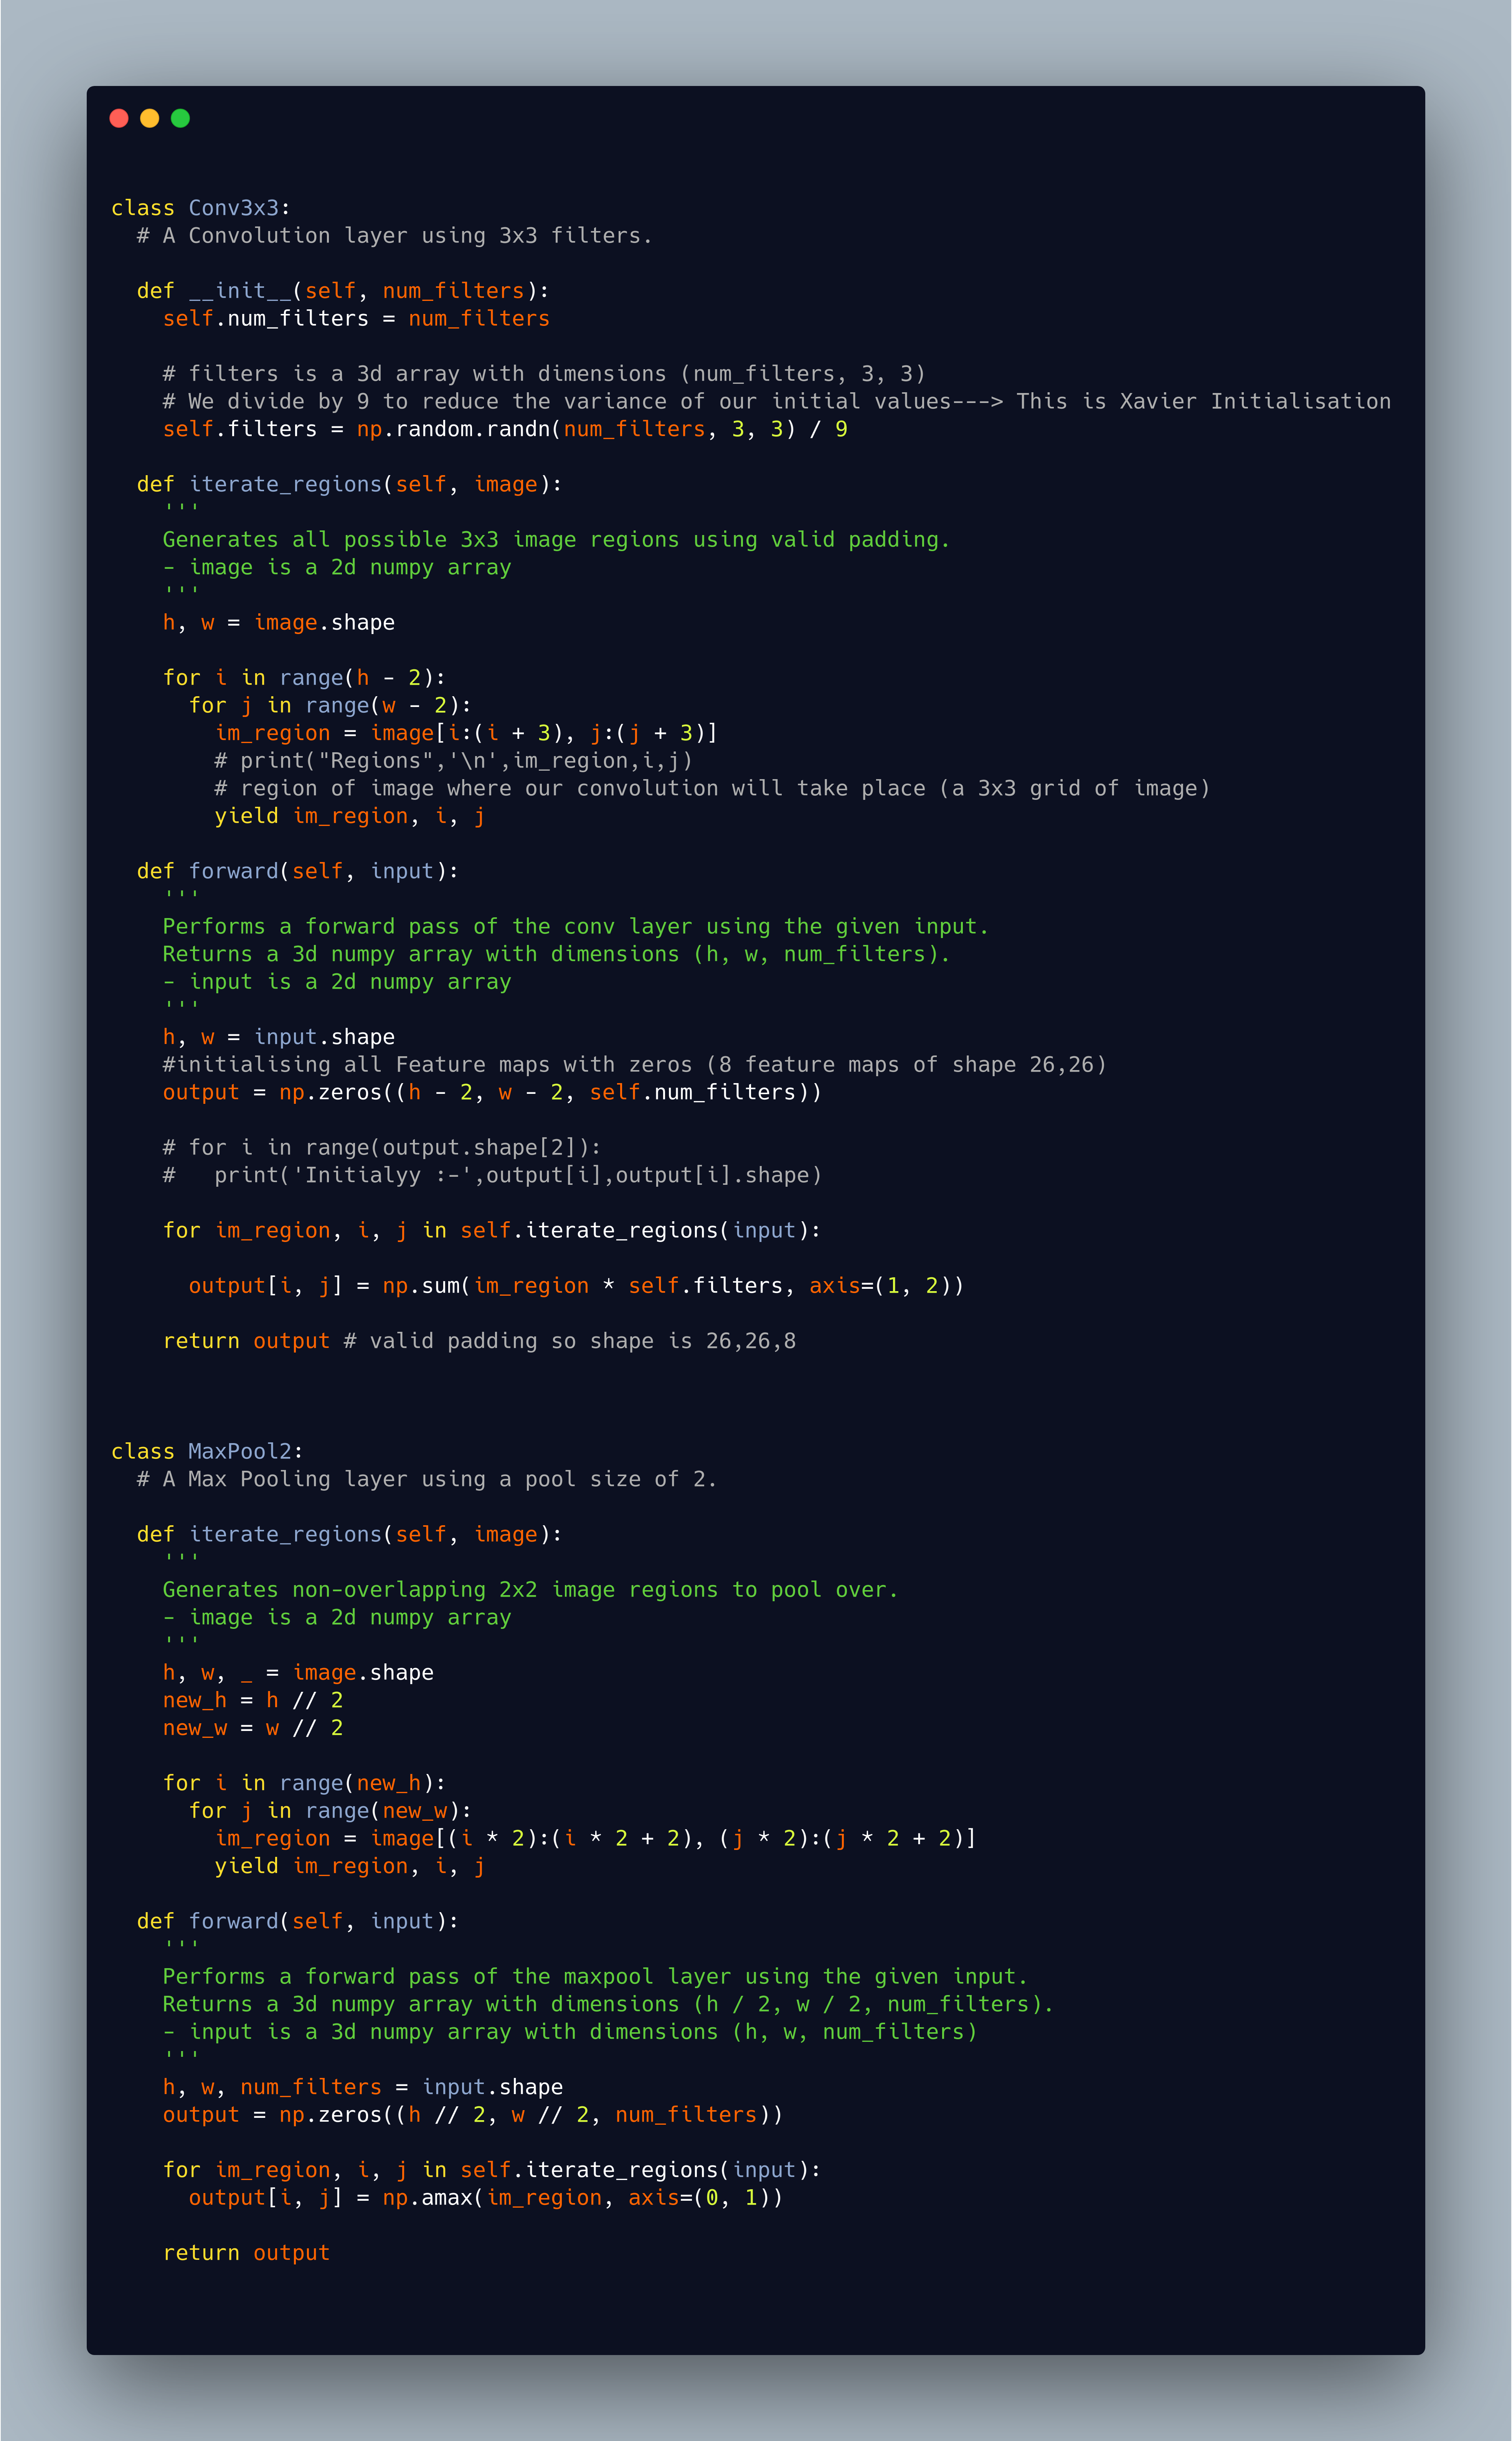 class Conv3x3:
  # A Convolution layer using 3x3 filters.

  def __init__(self, num_filters):
    self.num_filters = num_filters

    # filters is a 3d array with dimensions (num_filters, 3, 3)
    # We divide by 9 to reduce the variance of our initial values---> This is Xavier Initialisation
    self.filters = np.random.randn(num_filters, 3, 3) / 9

  def iterate_regions(self, image):
    '''
    Generates all possible 3x3 image regions using valid padding.
    - image is a 2d numpy array
    '''
    h, w = image.shape

    for i in range(h - 2):
      for j in range(w - 2):
        im_region = image[i:(i + 3), j:(j + 3)]
        # print("Regions",'\n',im_region,i,j)
        # region of image where our convolution will take place (a 3x3 grid of image)
        yield im_region, i, j

  def forward(self, input):
    '''
    Performs a forward pass of the conv layer using the given input.
    Returns a 3d numpy array with dimensions (h, w, num_filters).
    - input is a 2d numpy array
    '''
    h, w = input.shape
    #initialising all Feature maps with zeros (8 feature maps of shape 26,26)
    output = np.zeros((h - 2, w - 2, self.num_filters))

    # for i in range(output.shape[2]):
    #   print('Initialyy :-',output[i],output[i].shape)

    for im_region, i, j in self.iterate_regions(input):

      output[i, j] = np.sum(im_region * self.filters, axis=(1, 2))

    return output # valid padding so shape is 26,26,8

class MaxPool2:
  # A Max Pooling layer using a pool size of 2.

  def iterate_regions(self, image):
    '''
    Generates non-overlapping 2x2 image regions to pool over.
    - image is a 2d numpy array
    '''
    h, w, _ = image.shape
    new_h = h // 2
    new_w = w // 2

    for i in range(new_h):
      for j in range(new_w):
        im_region = image[(i * 2):(i * 2 + 2), (j * 2):(j * 2 + 2)]
        yield im_region, i, j

  def forward(self, input):
    '''
    Performs a forward pass of the maxpool layer using the given input.
    Returns a 3d numpy array with dimensions (h / 2, w / 2, num_filters).
    - input is a 3d numpy array with dimensions (h, w, num_filters)
    '''
    h, w, num_filters = input.shape
    output = np.zeros((h // 2, w // 2, num_filters))

    for im_region, i, j in self.iterate_regions(input):
      output[i, j] = np.amax(im_region, axis=(0, 1))

    return output